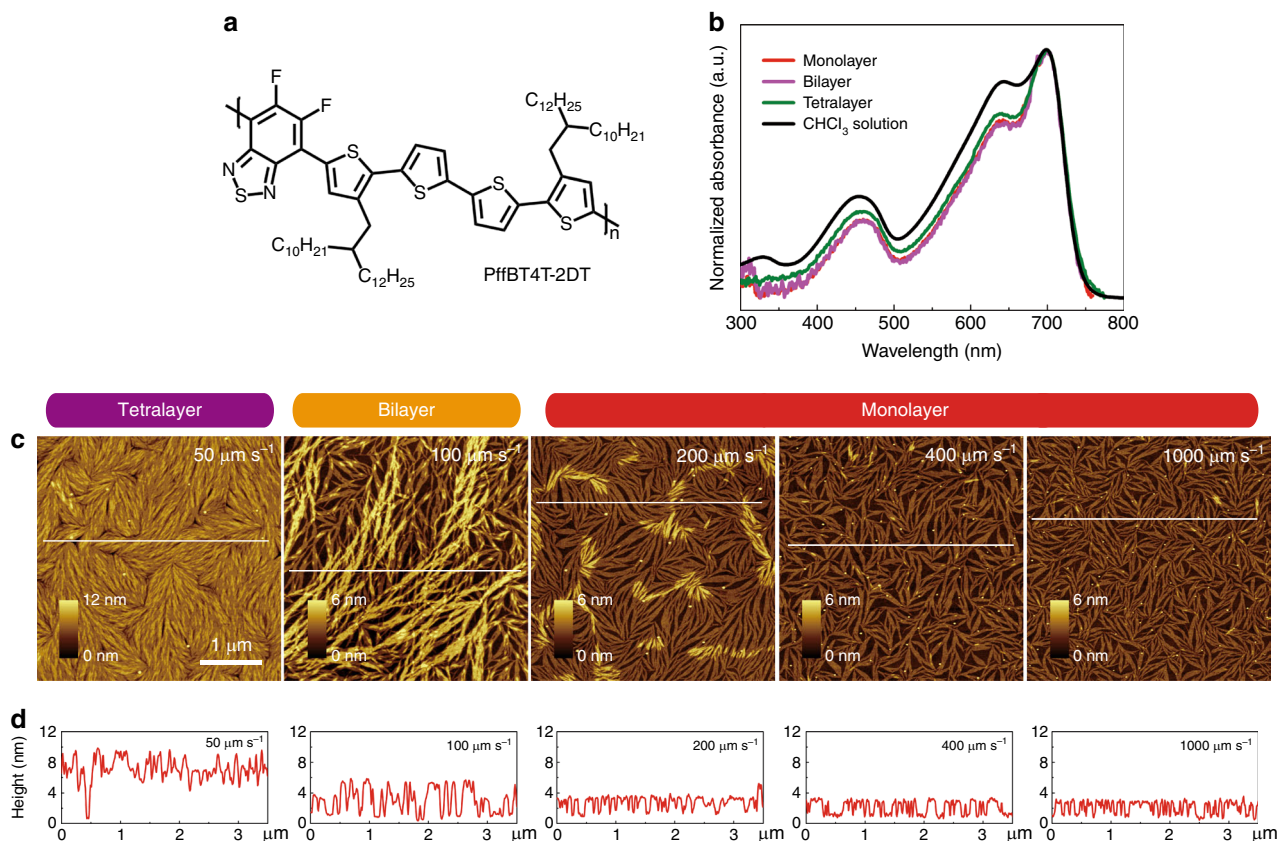 a
F
F
N
S
N
S
S
S
S
C₁₂H₂₅
C₁₀H₂₁
C₁₀H₂₁
C₁₂H₂₅
n
PffBT4T-2DT
b
Normalized absorbance (a.u.)
Monolayer
Bilayer
Tetralayer
CHCl₃ solution
300 400 500 600 700 800
Wavelength (nm)
Tetralayer
Bilayer
Monolayer
c
50 μm s⁻¹
12 nm
0 nm
1 μm
100 μm s⁻¹
6 nm
0 nm
200 μm s⁻¹
6 nm
0 nm
400 μm s⁻¹
6 nm
0 nm
1000 μm s⁻¹
6 nm
0 nm
d
Height (nm)
12
8
4
0
50 μm s⁻¹
0 1 2 3 μm
12
8
4
0
100 μm s⁻¹
0 1 2 3 μm
12
8
4
0
200 μm s⁻¹
0 1 2 3 μm
12
8
4
0
400 μm s⁻¹
0 1 2 3 μm
12
8
4
0
1000 μm s⁻¹
0 1 2 3 μm